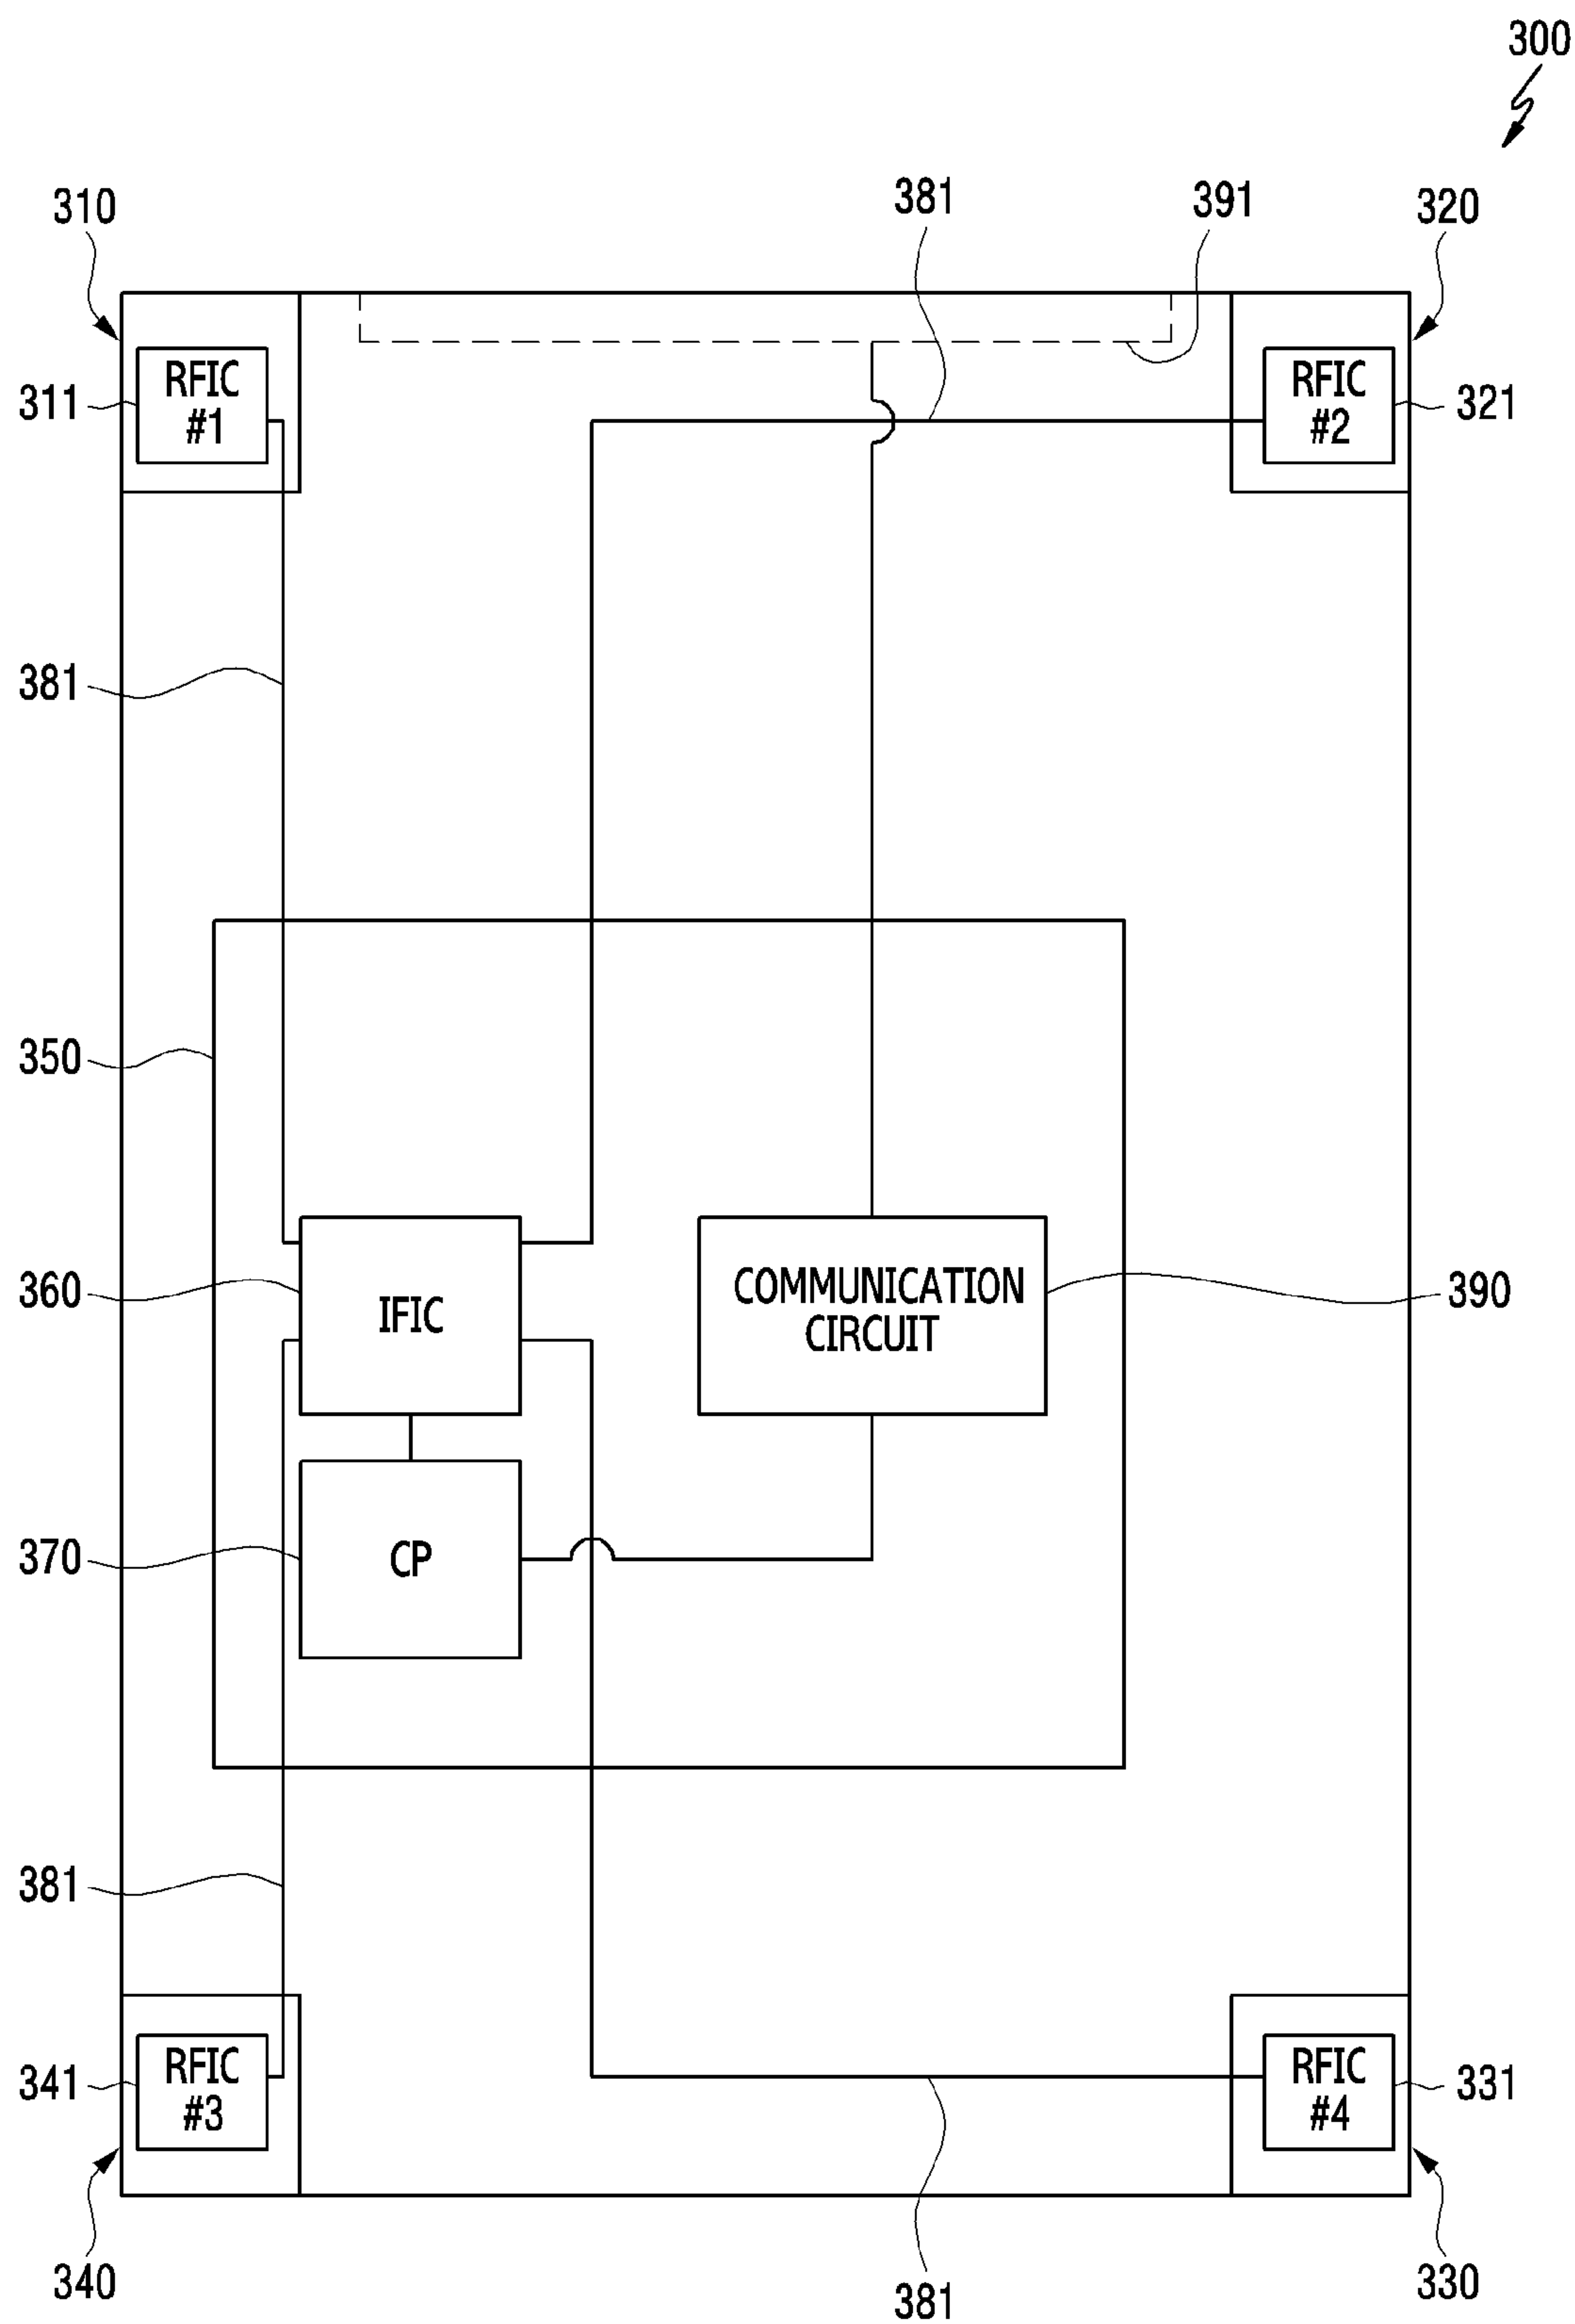 300
310
381
391
320
RFIC
#1
311
RFIC
#2
321
381
350
360
IFIC
COMMUNICATION
CIRCUIT
390
370
CP
381
341
RFIC
#3
RFIC
#4
331
340
381
330